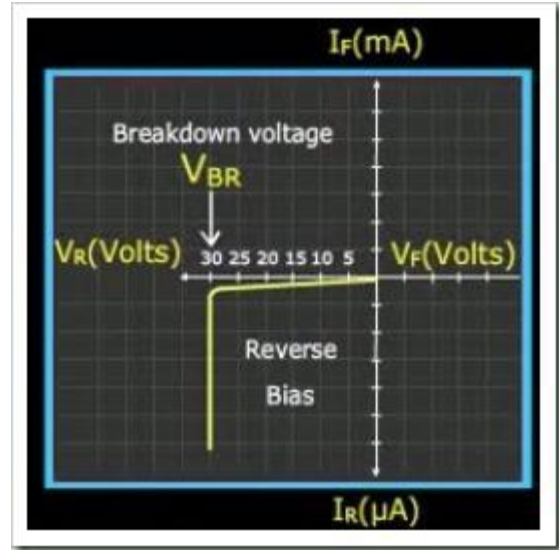 IF(mA)
Breakdown voltage
VBR
VR(Volts)
30 25 20 15 10 5
VF(Volts)
Reverse
Bias
IR(µA)